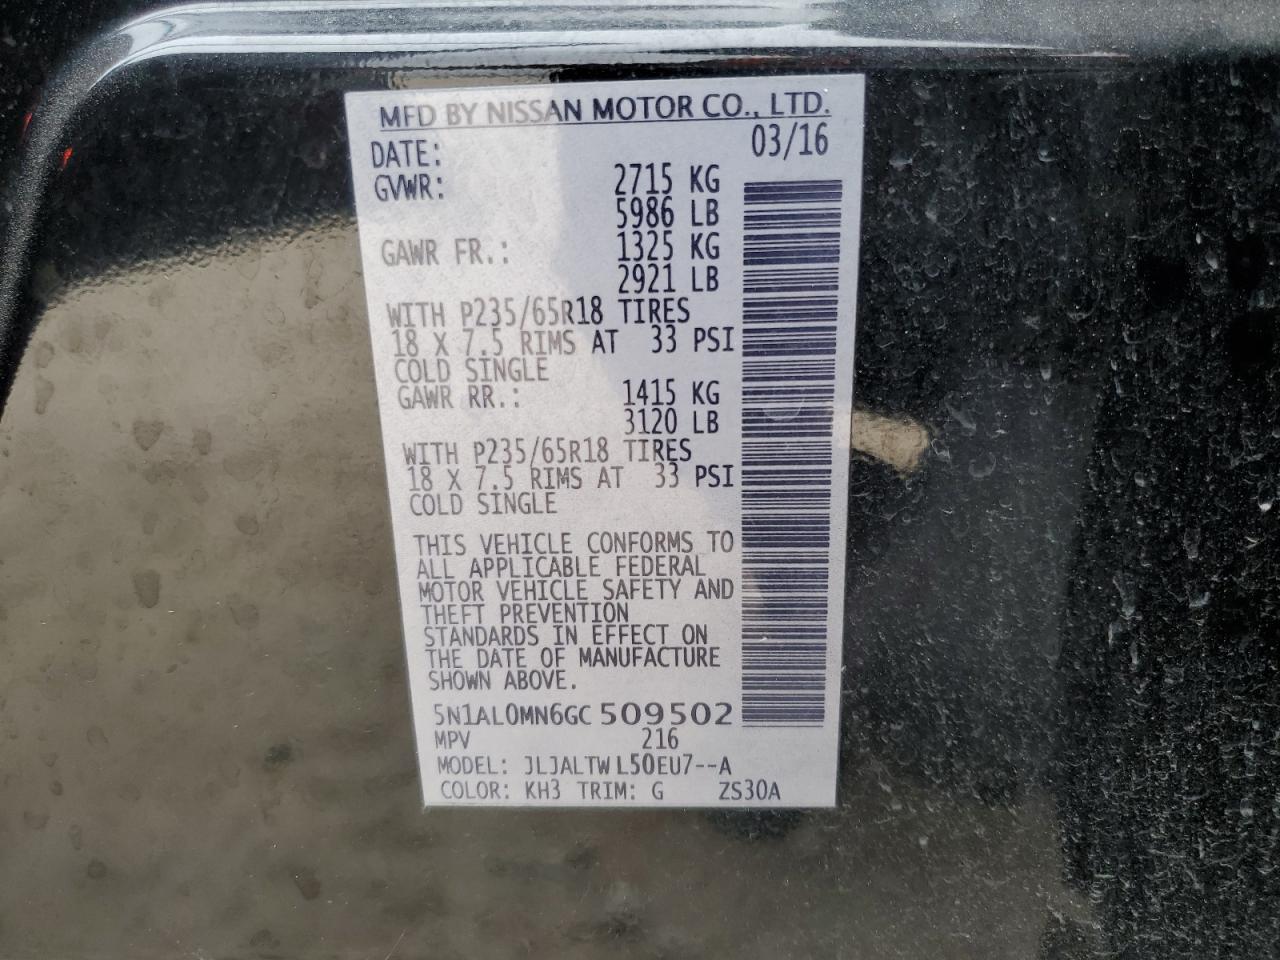 MFD BY NISSAN MOTOR CO., LTD.
DATE: 03/16
GVWR: 2715 KG
5986 LB
GAWR FR.: 1325 KG
2921 LB
WITH P235/65R18 TIRES
18 X 7.5 RIMS AT 33 PSI
COLD SINGLE
GAWR RR.: 1415 KG
3120 LB
WITH P235/65R18 TIRES
18 X 7.5 RIMS AT 33 PSI
COLD SINGLE
THIS VEHICLE CONFORMS TO
ALL APPLICABLE FEDERAL
MOTOR VEHICLE SAFETY AND
THEFT PREVENTION
STANDARDS IN EFFECT ON
THE DATE OF MANUFACTURE
SHOWN ABOVE.
5N1AL0MN6GC 509502
MPV 216
MODEL: JLJALTWL50EU7--A
COLOR: KH3 TRIM: G ZS30A